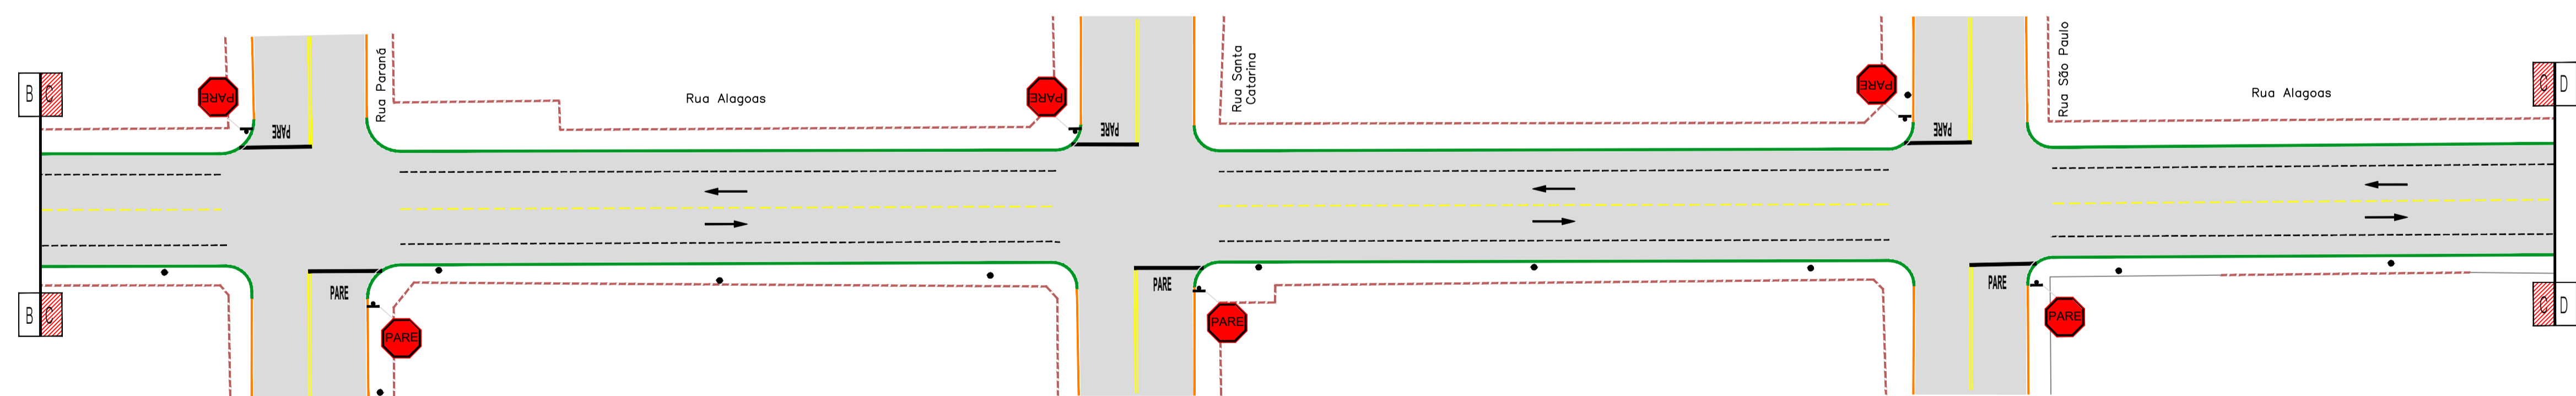 B C
PARE
PARE
Rua Paraná
Rua Alagoas
PARE
PARE
Rua Santa
Catarina
PARE
PARE
Rua São Paulo
Rua Alagoas
C D
B C
PARE
PARE
PARE
PARE
PARE
PARE
C D